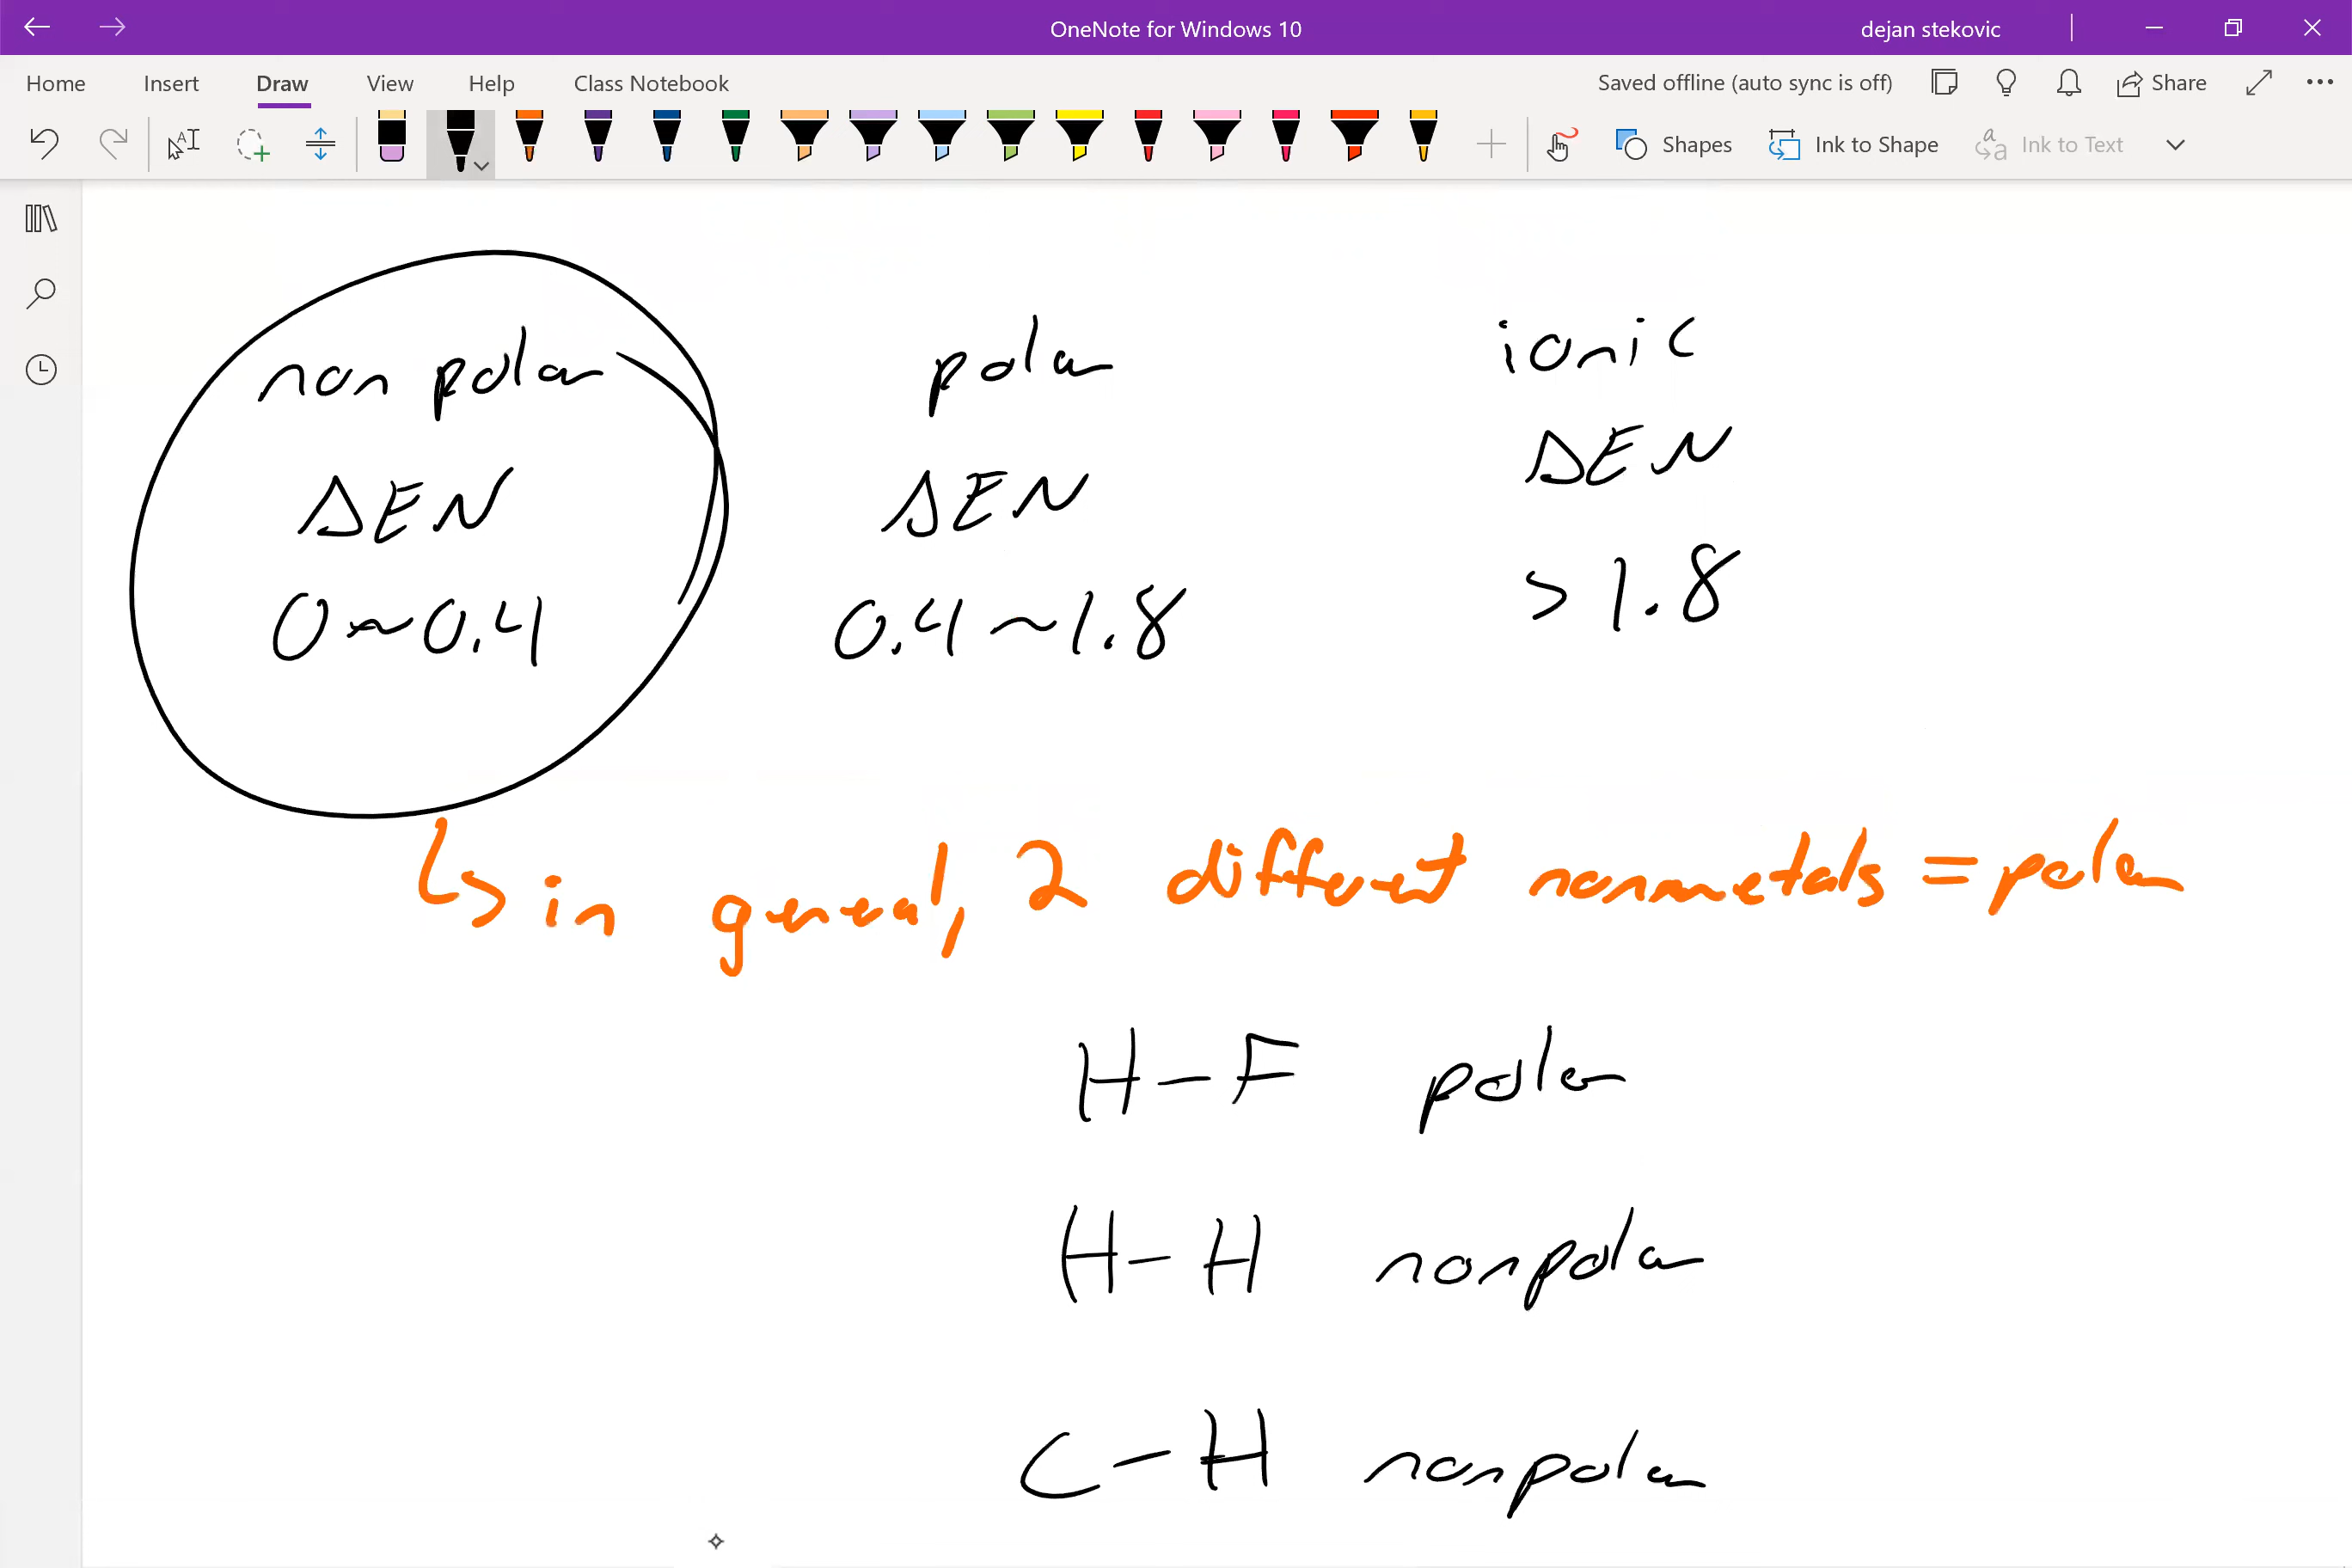 OneNote for Windows 10
dejan stekovic
Home Insert Draw View Help Class Notebook
Saved offline (auto sync is off)
Share
Shapes
Ink to Shape
Ink to Text
non polar polar ionic
ΔEN ΔEN ΔEN
0~0.4 0.4~1.8 >1.8
↳ in general, 2 different nonmetals = polar
H-F polar
H-H nonpolar
C-H nonpolar